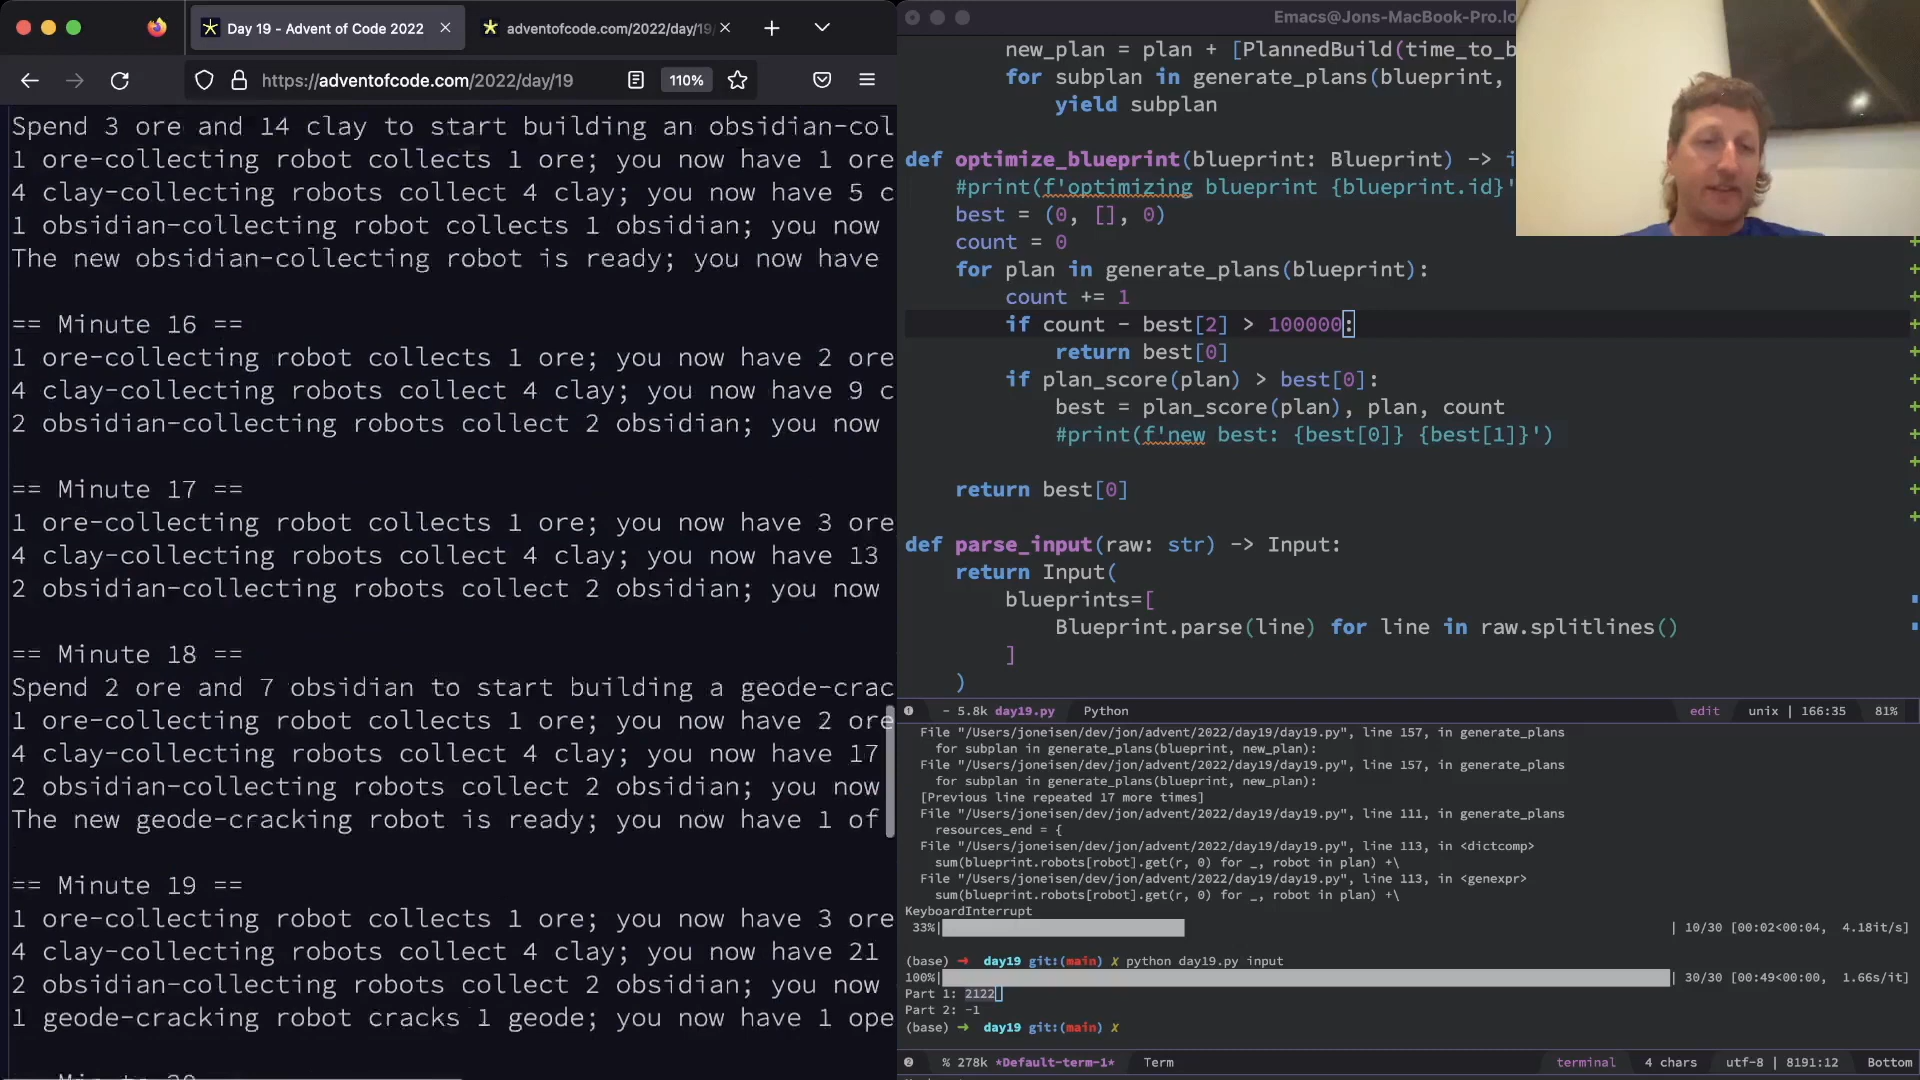 Day 19 - Advent of Code 2022
adventofcode.com/2022/day/19
https://adventofcode.com/2022/day/19
110%
Spend 3 ore and 14 clay to start building an obsidian-col
1 ore-collecting robot collects 1 ore; you now have 1 ore
4 clay-collecting robots collect 4 clay; you now have 5 c
1 obsidian-collecting robot collects 1 obsidian; you now
The new obsidian-collecting robot is ready; you now have
== Minute 16 ==
1 ore-collecting robot collects 1 ore; you now have 2 ore
4 clay-collecting robots collect 4 clay; you now have 9 c
2 obsidian-collecting robots collect 2 obsidian; you now
== Minute 17 ==
1 ore-collecting robot collects 1 ore; you now have 3 ore
4 clay-collecting robots collect 4 clay; you now have 13
2 obsidian-collecting robots collect 2 obsidian; you now
== Minute 18 ==
Spend 2 ore and 7 obsidian to start building a geode-crac
1 ore-collecting robot collects 1 ore; you now have 2 ore
4 clay-collecting robots collect 4 clay; you now have 17
2 obsidian-collecting robots collect 2 obsidian; you now
The new geode-cracking robot is ready; you now have 1 of
== Minute 19 ==
1 ore-collecting robot collects 1 ore; you now have 3 ore
4 clay-collecting robots collect 4 clay; you now have 21
2 obsidian-collecting robots collect 2 obsidian; you now
1 geode-cracking robot cracks 1 geode; you now have 1 ope
Emacs@Jons-MacBook-Pro.lo
new_plan = plan + [PlannedBuild(time_to_b
for subplan in generate_plans(blueprint,
yield subplan
def optimize_blueprint(blueprint: Blueprint) -> i
#print(f'optimizing blueprint {blueprint.id}'
best = (0, [], 0)
count = 0
for plan in generate_plans(blueprint):
count += 1
if count - best[2] > 100000:
return best[0]
if plan_score(plan) > best[0]:
best = plan_score(plan), plan, count
#print(f'new best: {best[0]} {best[1]}')
return best[0]
def parse_input(raw: str) -> Input:
return Input(
blueprints=[
Blueprint.parse(line) for line in raw.splitlines()
]
)
- 5.8k day19.py Python edit unix | 166:35 81%
File "/Users/joneisen/dev/jon/advent/2022/day19/day19.py", line 157, in generate_plans
for subplan in generate_plans(blueprint, new_plan):
File "/Users/joneisen/dev/jon/advent/2022/day19/day19.py", line 157, in generate_plans
for subplan in generate_plans(blueprint, new_plan):
[Previous line repeated 17 more times]
File "/Users/joneisen/dev/jon/advent/2022/day19/day19.py", line 111, in generate_plans
resources_end = {
File "/Users/joneisen/dev/jon/advent/2022/day19/day19.py", line 113, in <dictcomp>
sum(blueprint.robots[robot].get(r, 0) for _, robot in plan) +\
File "/Users/joneisen/dev/jon/advent/2022/day19/day19.py", line 113, in <genexpr>
sum(blueprint.robots[robot].get(r, 0) for _, robot in plan) +\
KeyboardInterrupt
33%| | 10/30 [00:02<00:04, 4.18it/s]
(base) → day19 git:(main) ✗ python day19.py input
100%| | 30/30 [00:49<00:00, 1.66s/it]
Part 1: 2122
Part 2: -1
(base) → day19 git:(main) ✗
% 278k *Default-term-1* Term terminal 4 chars utf-8 | 8191:12 Bottom